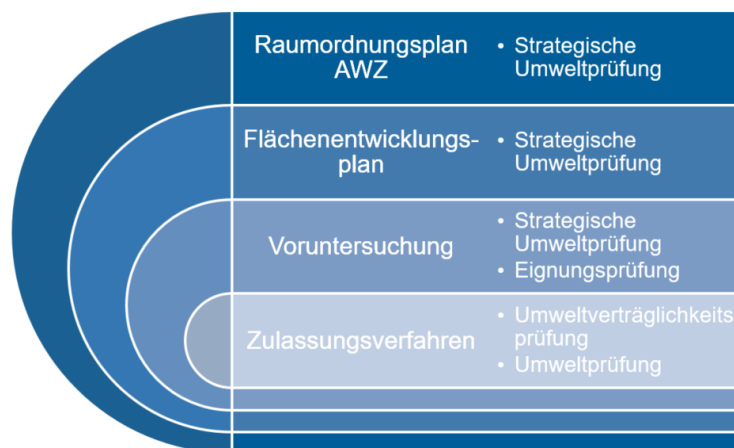 Raumordnungsplan
AWZ
• Strategische
Umweltprüfung
Flächenentwicklungs-
plan
• Strategische
Umweltprüfung
Voruntersuchung
• Strategische
Umweltprüfung
• Eignungsprüfung
Zulassungsverfahren
• Umweltverträglichkeits
prüfung
• Umweltprüfung